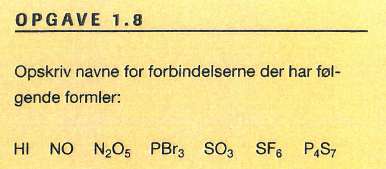 OPGAVE 1.8
Opskriv navne for forbindelserne der har føl-
gende formler:
HI NO N₂O₅ PBr₃ SO₃ SF₆ P₄S₇